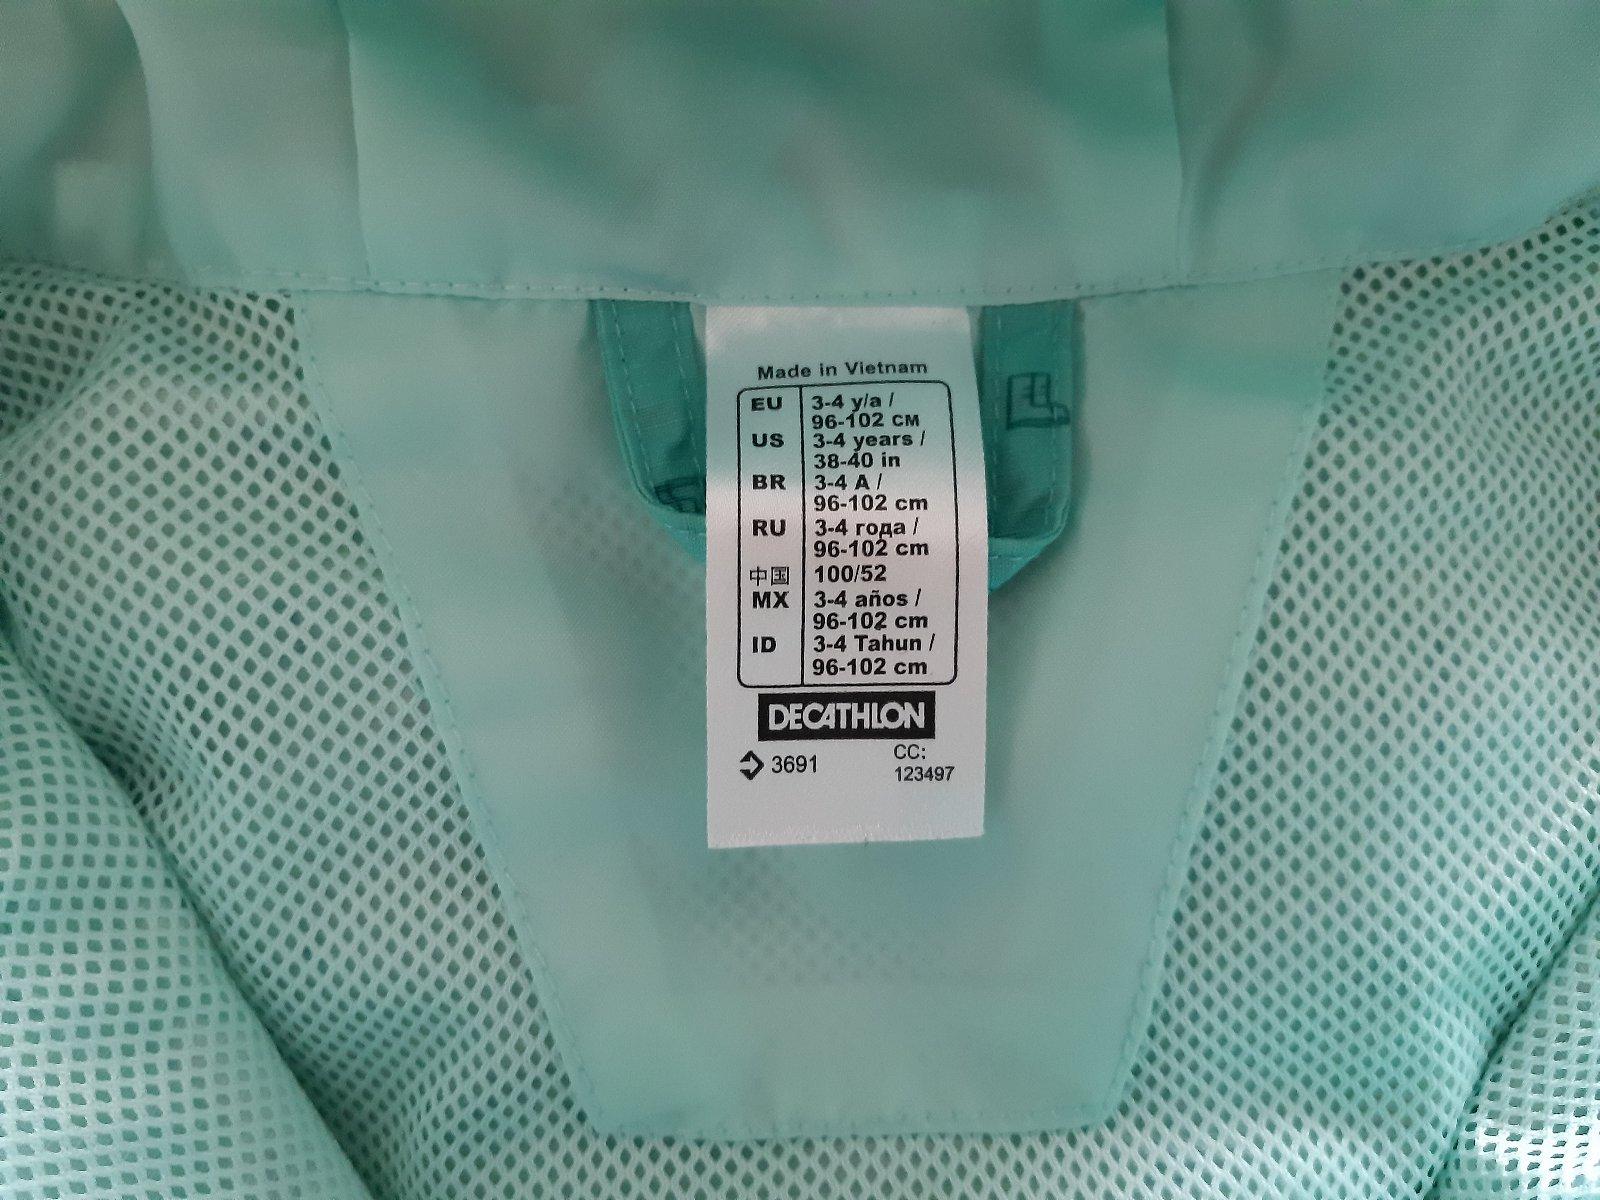 Made in Vietnam
EU 3-4 y/a /
96-102 см
US 3-4 years /
38-40 in
BR 3-4 A /
96-102 cm
RU 3-4 года /
96-102 cm
中国 100/52
MX 3-4 años /
96-102 cm
ID 3-4 Tahun /
96-102 cm
DECATHLON
3691
CC:
123497